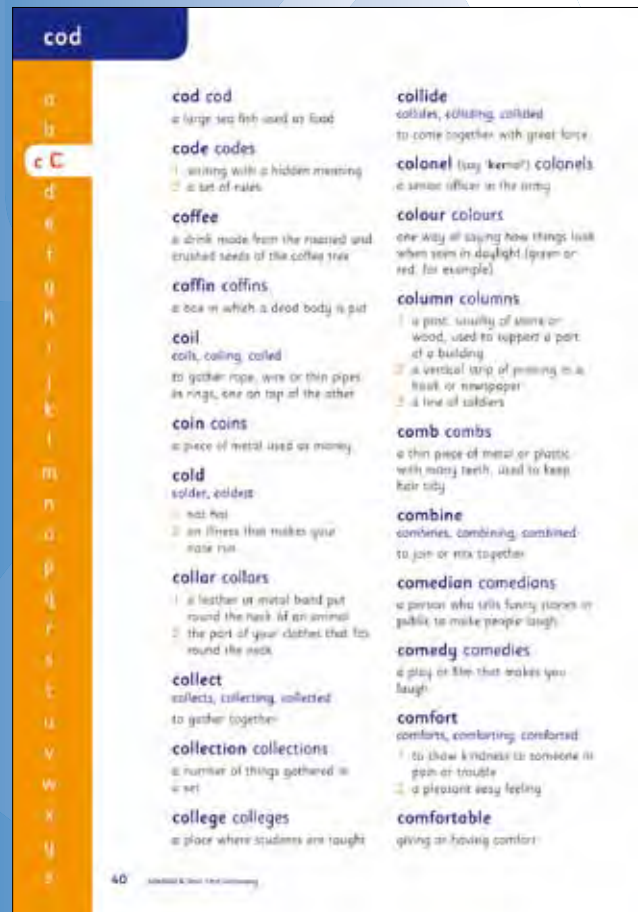 cod
a
b
c C
d
e
f
g
h
i
j
k
l
m
n
o
p
q
r
s
t
u
v
w
x
y
z
cod cod
a large sea fish used as food
code codes
1 writing with a hidden meaning
2 a set of rules
coffee
a drink made from the roasted and
crushed seeds of the coffee tree
coffin coffins
a box in which a dead body is put
coil
coils, coiling, coiled
to gather rope, wire or thin pipes
in rings, one on top of the other
coin coins
a piece of metal used as money
cold
colder, coldest
1 not hot
2 an illness that makes your
nose run
collar collars
1 a leather or metal band put
round the neck of an animal
2 the part of your clothes that fits
round the neck
collect
collects, collecting, collected
to gather together
collection collections
a number of things gathered in
a set
college colleges
a place where students are taught
collide
collides, colliding, collided
to come together with great force
colonel (say 'kernel') colonels
a senior officer in the army
colour colours
one way of saying how things look
when seen in daylight (green or
red, for example)
column columns
1 a post, usually of stone or
wood, used to support a part
of a building
2 a vertical strip of printing in a
book or newspaper
3 a line of soldiers
comb combs
a thin piece of metal or plastic
with many teeth, used to keep
hair tidy
combine
combines, combining, combined
to join or mix together
comedian comedians
a person who tells funny stories in
public to make people laugh
comedy comedies
a play or film that makes you
laugh
comfort
comforts, comforting, comforted
1 to show kindness to someone in
pain or trouble
2 a pleasant easy feeling
comfortable
giving or having comfort
40